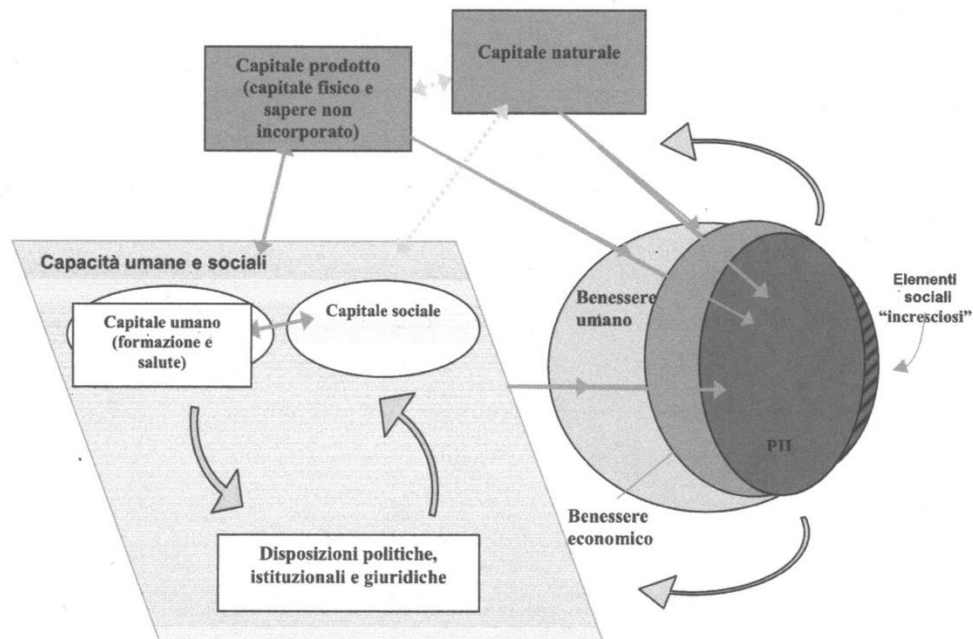 Capitale prodotto
(capitale fisico e
sapere non
incorporato)
Capitale naturale
Capacità umane e sociali
Capitale umano
(formazione e
salute)
Capitale sociale
Disposizioni politiche,
istituzionali e giuridiche
Benessere
umano
Elementi
sociali
“incresciosi”
PIL
Benessere
economico